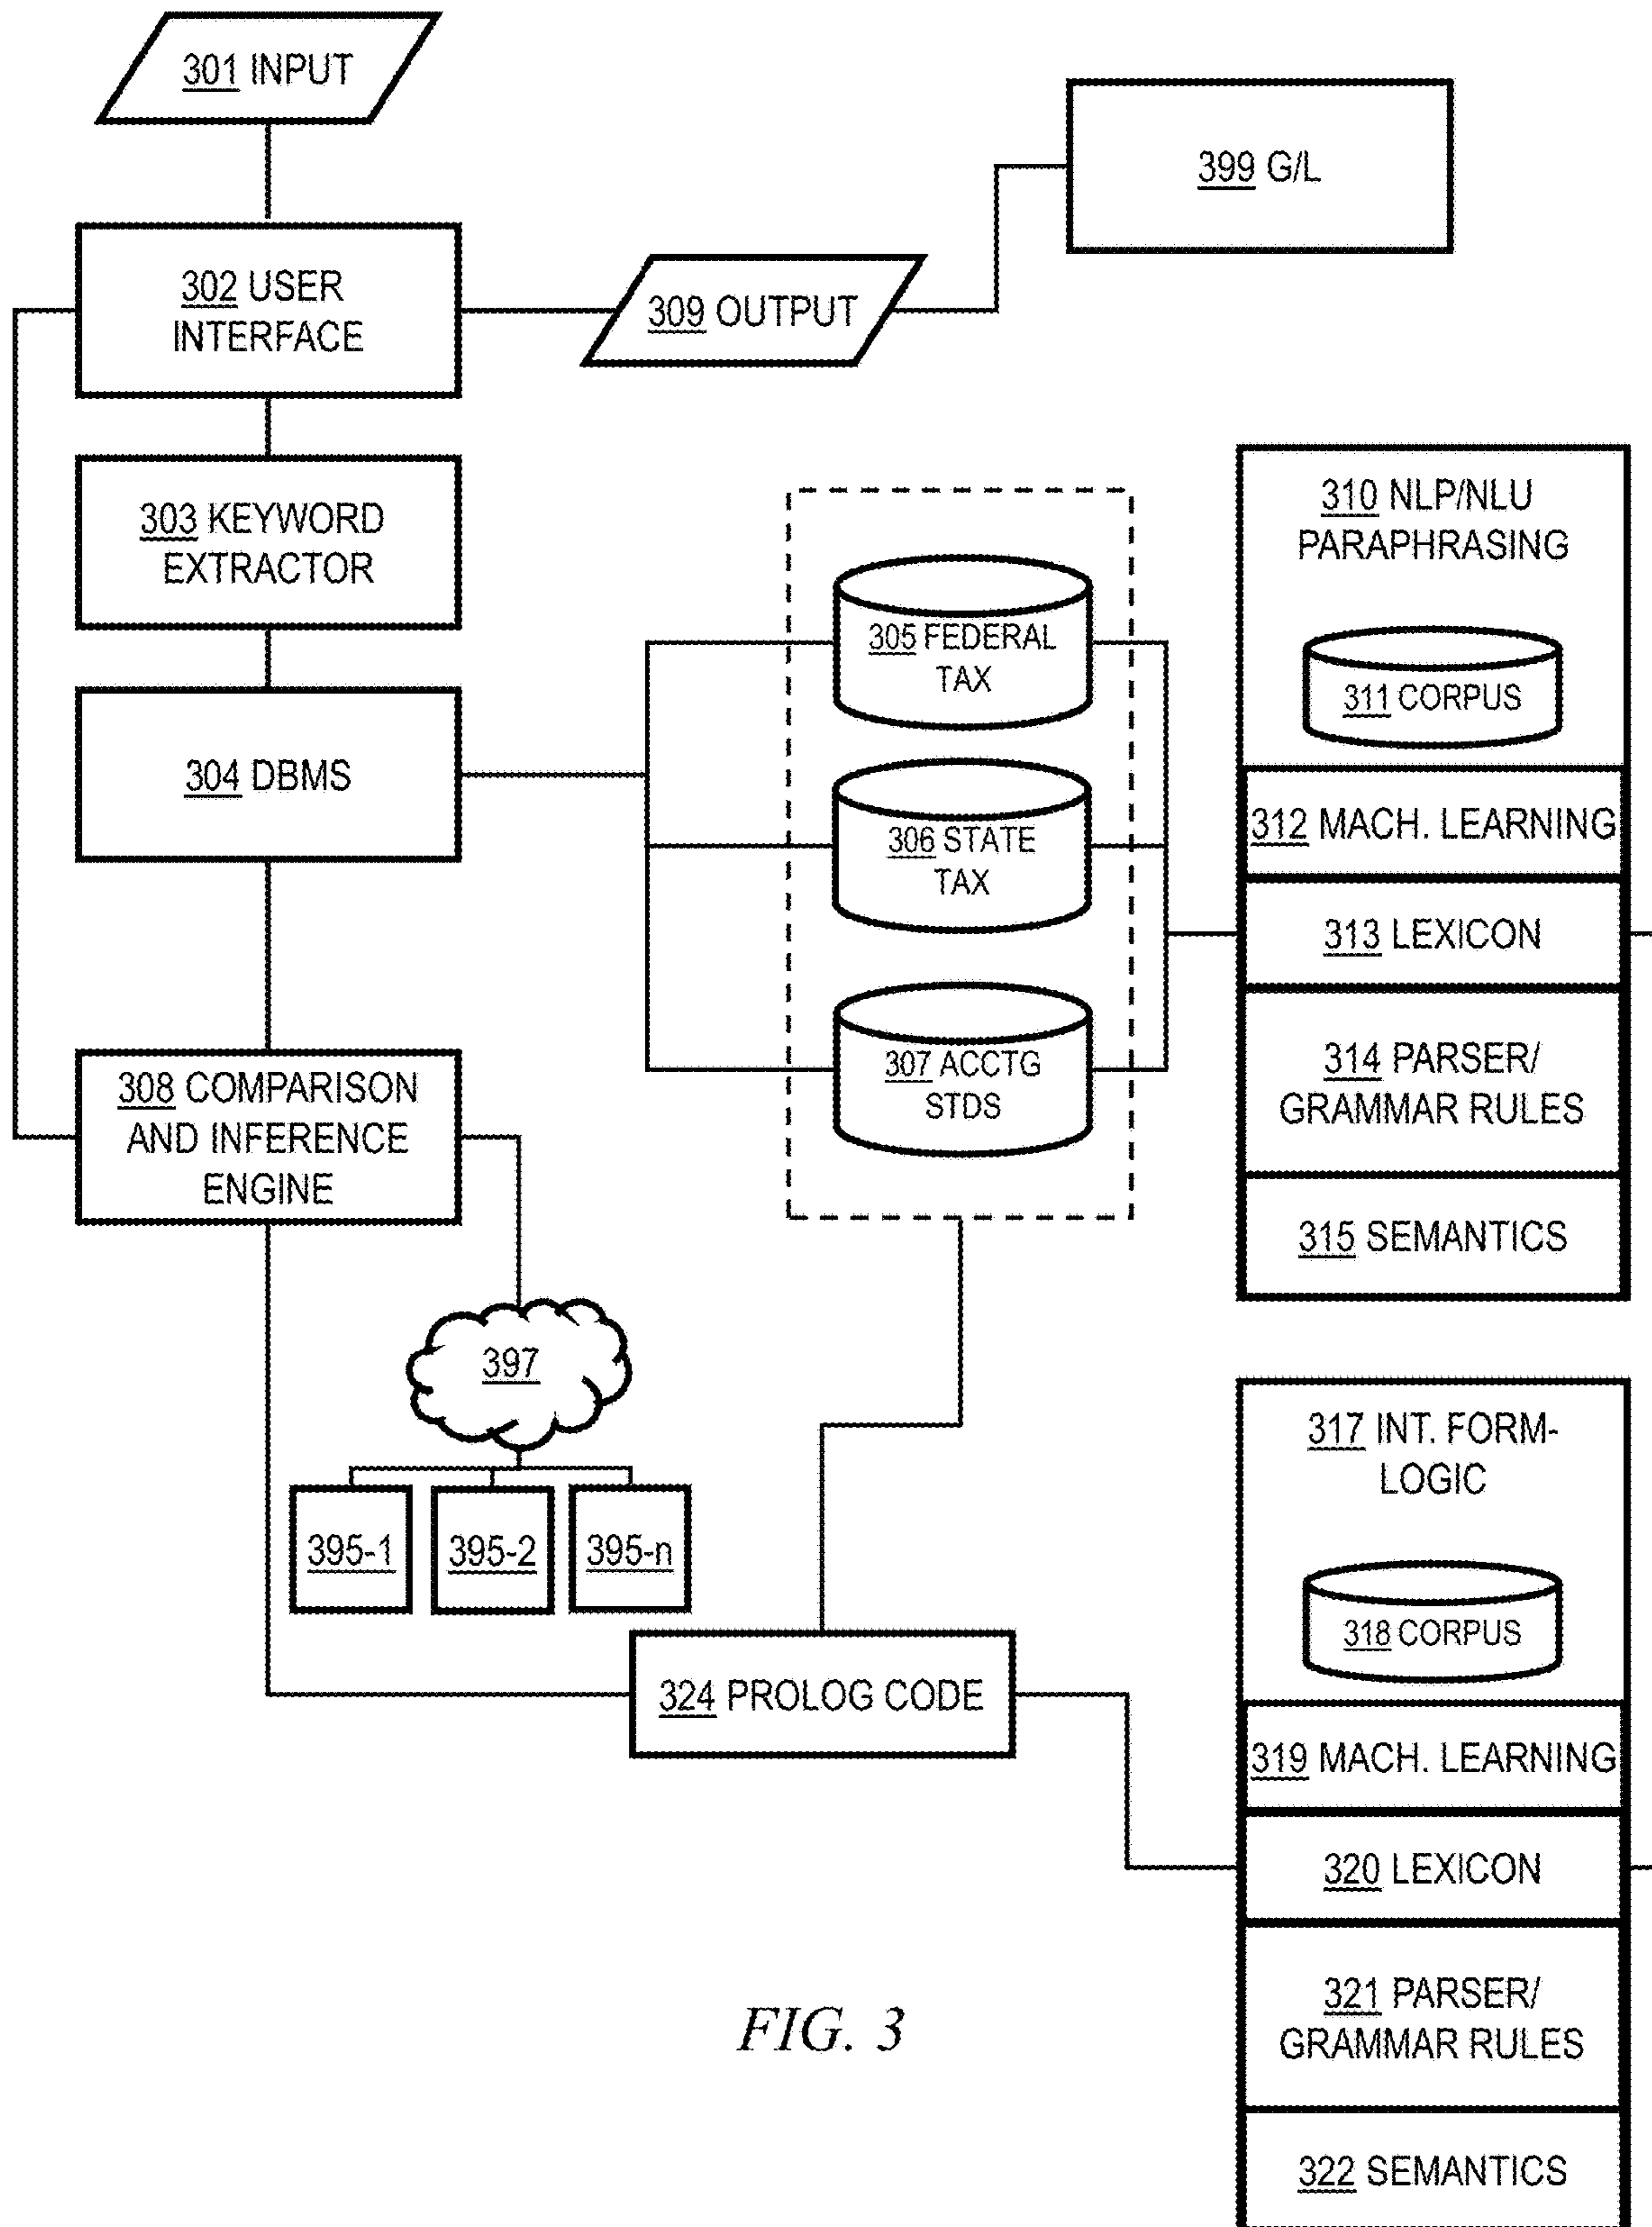 301 INPUT
399 G/L
302 USER
INTERFACE
309 OUTPUT
303 KEYWORD
EXTRACTOR
304 DBMS
305 FEDERAL
TAX
306 STATE
TAX
307 ACCTG
STDS
308 COMPARISON
AND INFERENCE
ENGINE
310 NLP/NLU
PARAPHRASING
311 CORPUS
312 MACH. LEARNING
313 LEXICON
314 PARSER/
GRAMMAR RULES
315 SEMANTICS
397
395-1
395-2
395-n
324 PROLOG CODE
317 INT. FORM-
LOGIC
318 CORPUS
319 MACH. LEARNING
320 LEXICON
321 PARSER/
GRAMMAR RULES
322 SEMANTICS
FIG. 3